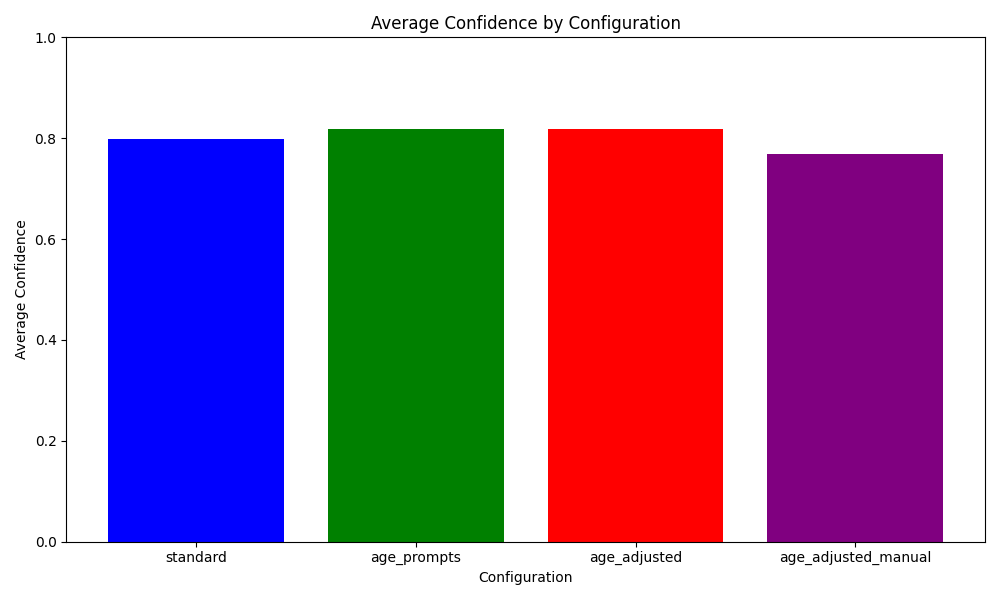 Average Confidence by Configuration
1.0
0.8
0.6
0.4
0.2
0.0
Average Confidence
standard age_prompts age_adjusted age_adjusted_manual
Configuration